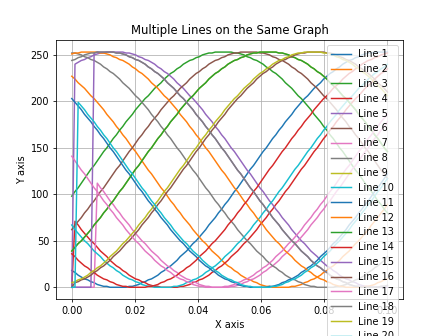 Multiple Lines on the Same Graph
Y axis
250
200
150
100
50
0
0.00
0.02
0.04
0.06
0.08
X axis
Line 1
Line 2
Line 3
Line 4
Line 5
Line 6
Line 7
Line 8
Line 9
Line 10
Line 11
Line 12
Line 13
Line 14
Line 15
Line 16
Line 17
Line 18
Line 19
Line 20